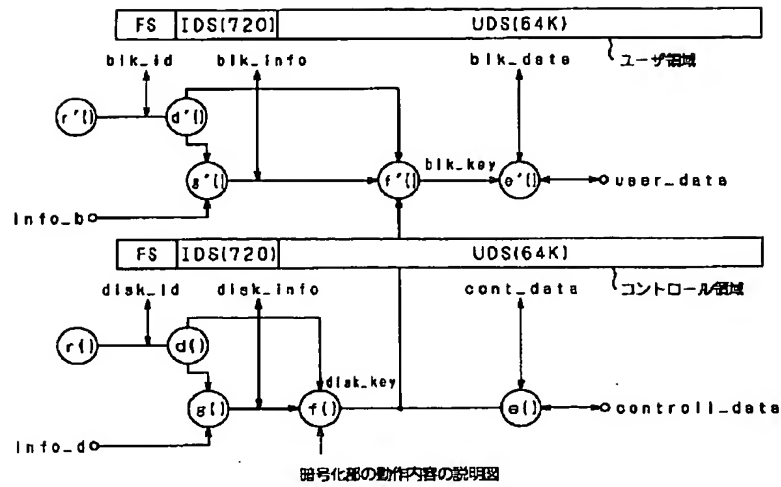 FS IDS(720) UDS(64K)
blk_id blk_info blk_data ユーザ領域
r'() d'()
g'() f'() blk_key e'() user_data
info_b
FS IDS(720) UDS(64K)
disk_id disk_info cont_data コントロール領域
r() d()
disk_key
g() f() e() controll_data
info_d
暗号化部の動作内容の説明図